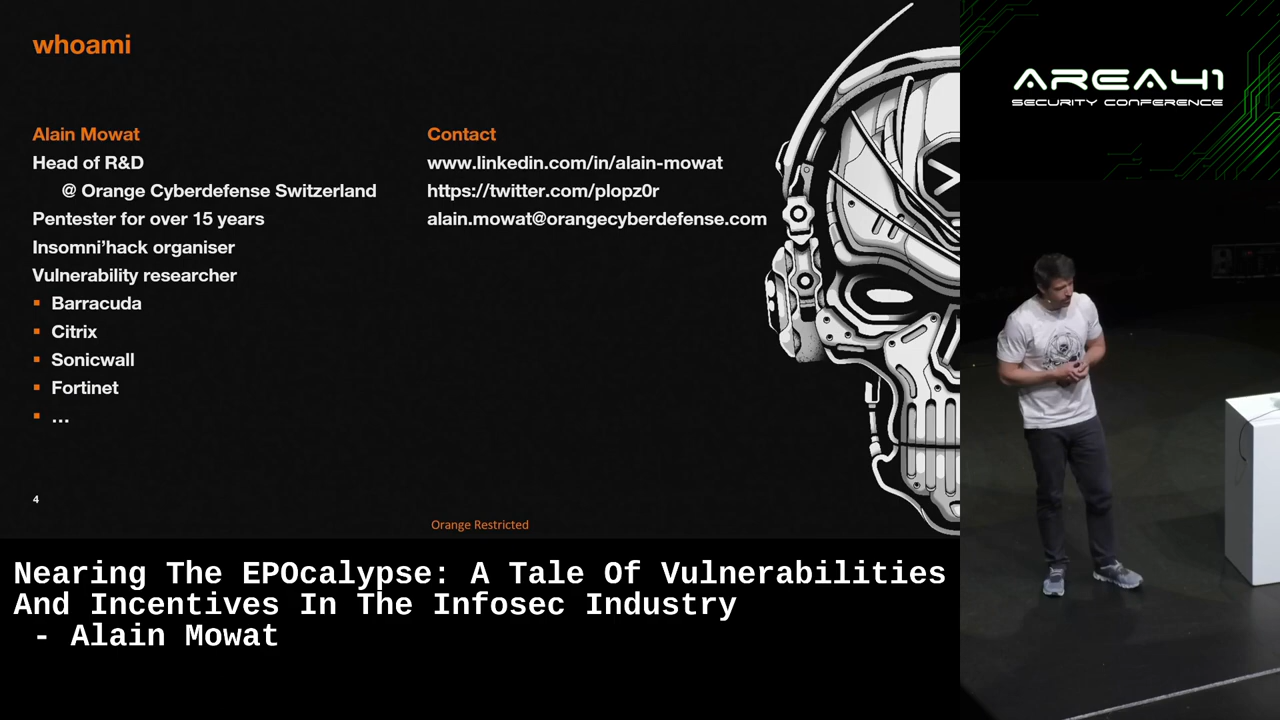 whoami
Alain Mowat
Head of R&D
@ Orange Cyberdefense Switzerland
Pentester for over 15 years
Insomni’hack organiser
Vulnerability researcher
▪ Barracuda
▪ Citrix
▪ Sonicwall
▪ Fortinet
▪ …
Contact
www.linkedin.com/in/alain-mowat
https://twitter.com/plopz0r
alain.mowat@orangecyberdefense.com
4
Orange Restricted
AREA41
SECURITY CONFERENCE
Nearing The EPOcalypse: A Tale Of Vulnerabilities
And Incentives In The Infosec Industry
- Alain Mowat